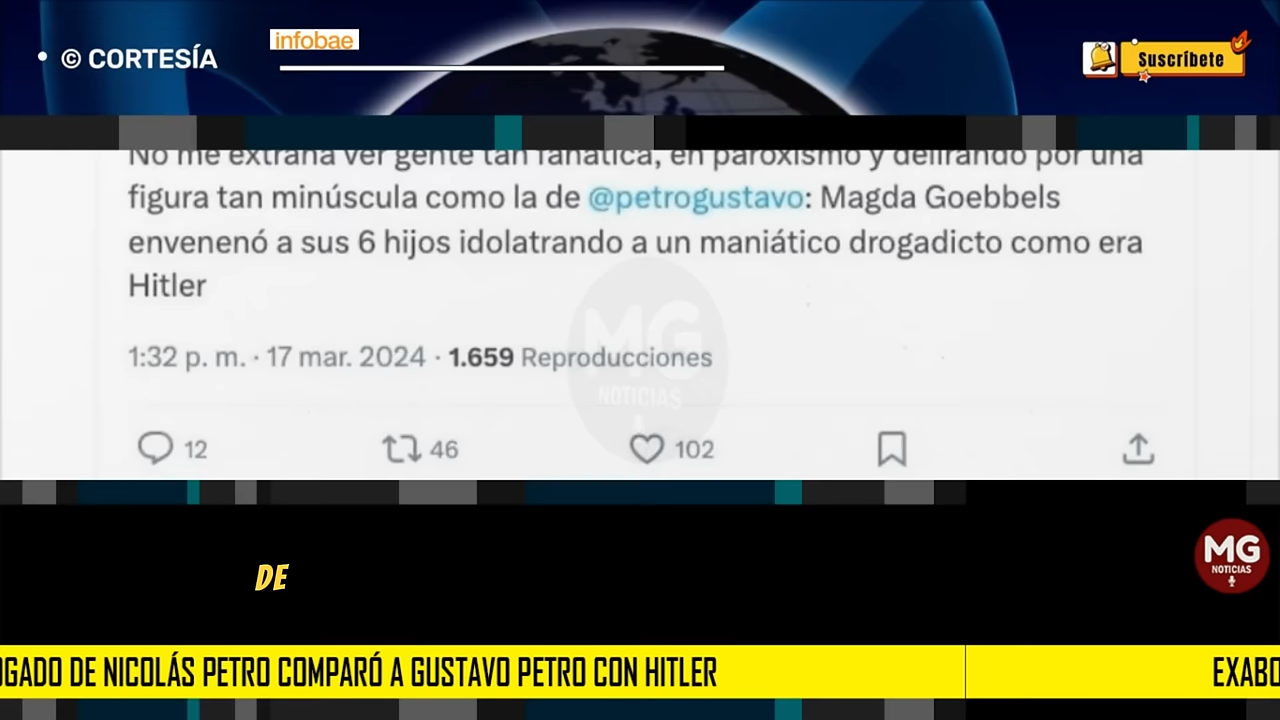 © CORTESÍA
infobae
Suscríbete
No me extraña ver gente tan fanática, en paroxismo y delirando por una
figura tan minúscula como la de @petrogustavo: Magda Goebbels
envenenó a sus 6 hijos idolatrando a un maniático drogadicto como era
Hitler
MG
NOTICIAS
1:32 p. m. · 17 mar. 2024 · 1.659 Reproducciones
12 46 102
MG
NOTICIAS
DE
OGADO DE NICOLÁS PETRO COMPARÓ A GUSTAVO PETRO CON HITLER EXABO